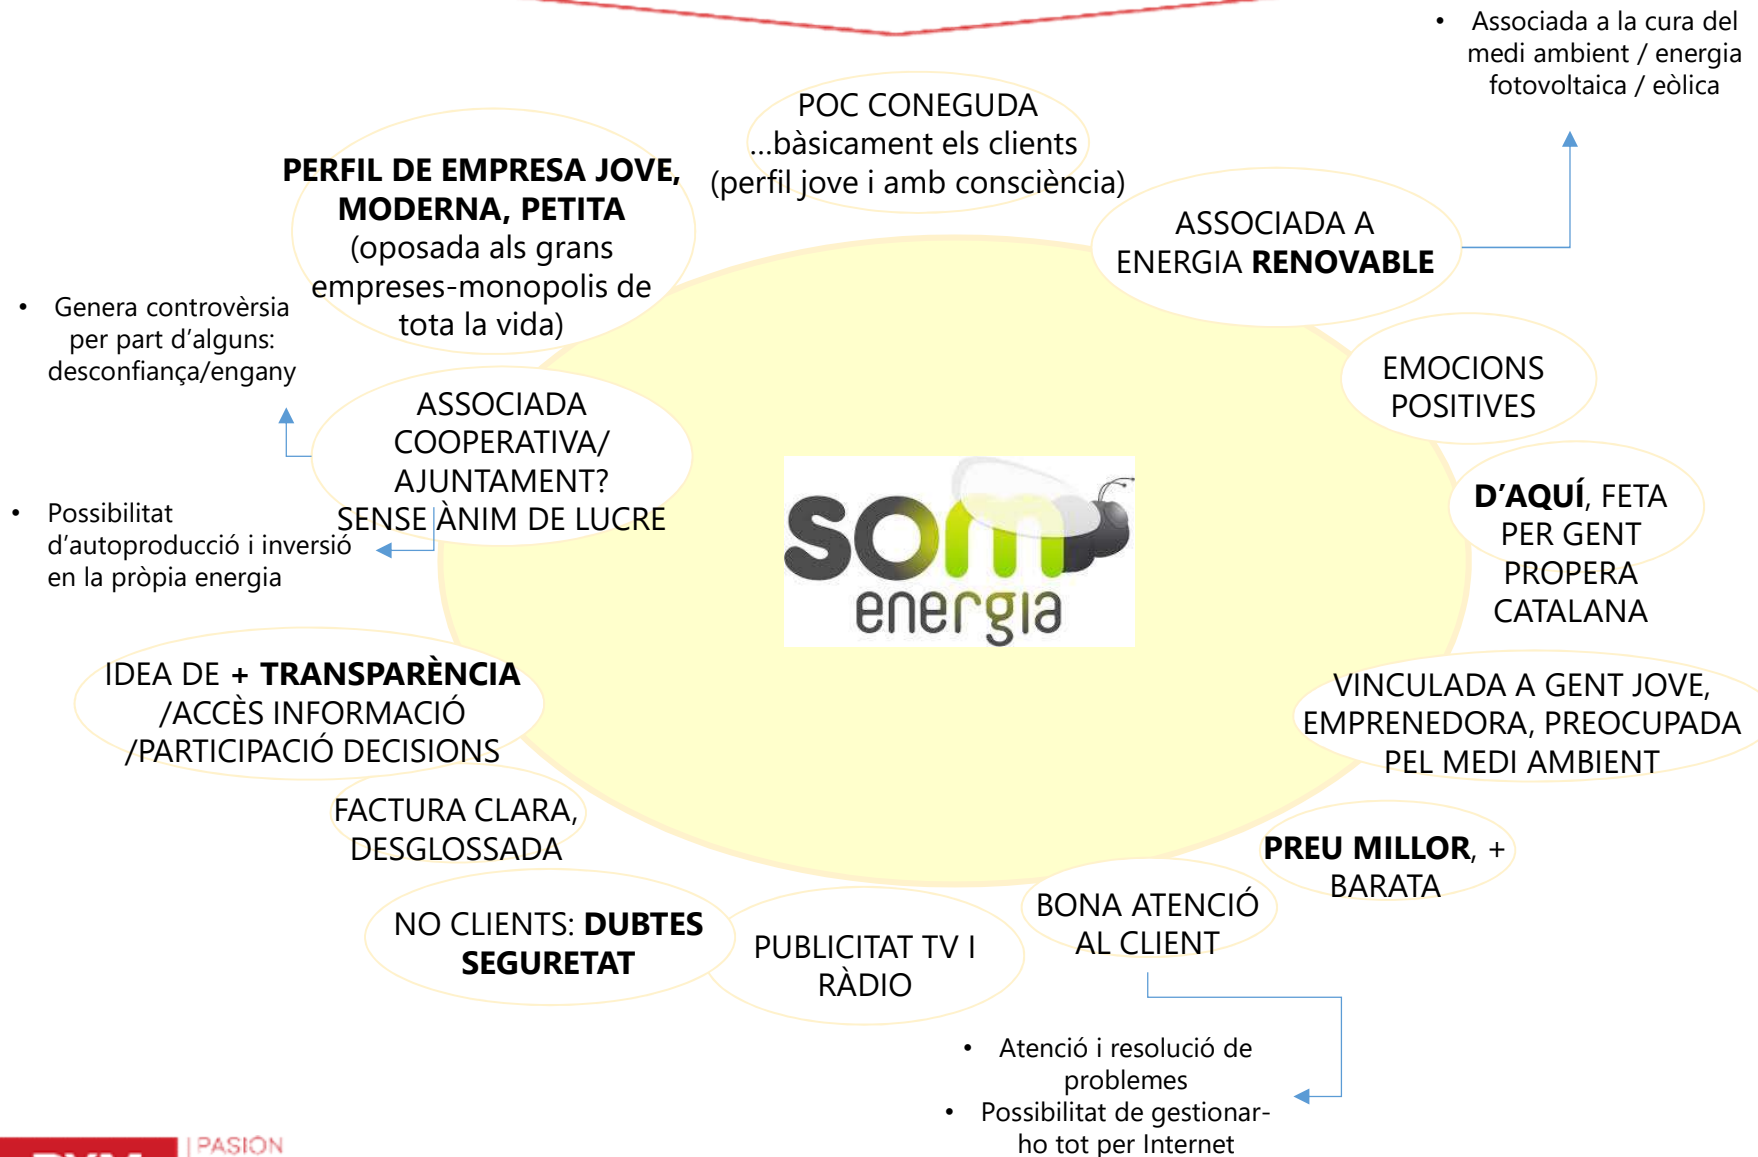 • Associada a la cura del
medi ambient / energia
fotovoltaica / eòlica
POC CONEGUDA
...bàsicament els clients
(perfil jove i amb consciència)
PERFIL DE EMPRESA JOVE,
MODERNA, PETITA
(oposada als grans
empreses-monopolis de
tota la vida)
ASSOCIADA A
ENERGIA RENOVABLE
• Genera controvèrsia
per part d'alguns:
desconfiança/engany
EMOCIONS
POSITIVES
ASSOCIADA
COOPERATIVA/
AJUNTAMENT?
SENSE ÀNIM DE LUCRE
• Possibilitat
d'autoproducció i inversió
en la pròpia energia
som
energia
D'AQUÍ, FETA
PER GENT
PROPERA
CATALANA
IDEA DE + TRANSPARÈNCIA
/ACCÈS INFORMACIÓ
/PARTICIPACIÓ DECISIONS
VINCULADA A GENT JOVE,
EMPRENEDORA, PREOCUPADA
PEL MEDI AMBIENT
FACTURA CLARA,
DESGLOSSADA
PREU MILLOR, +
BARATA
NO CLIENTS: DUBTES
SEGURETAT
PUBLICITAT TV I
RÀDIO
BONA ATENCIÓ
AL CLIENT
• Atenció i resolució de
problemes
• Possibilitat de gestionar-
ho tot per Internet
PASION